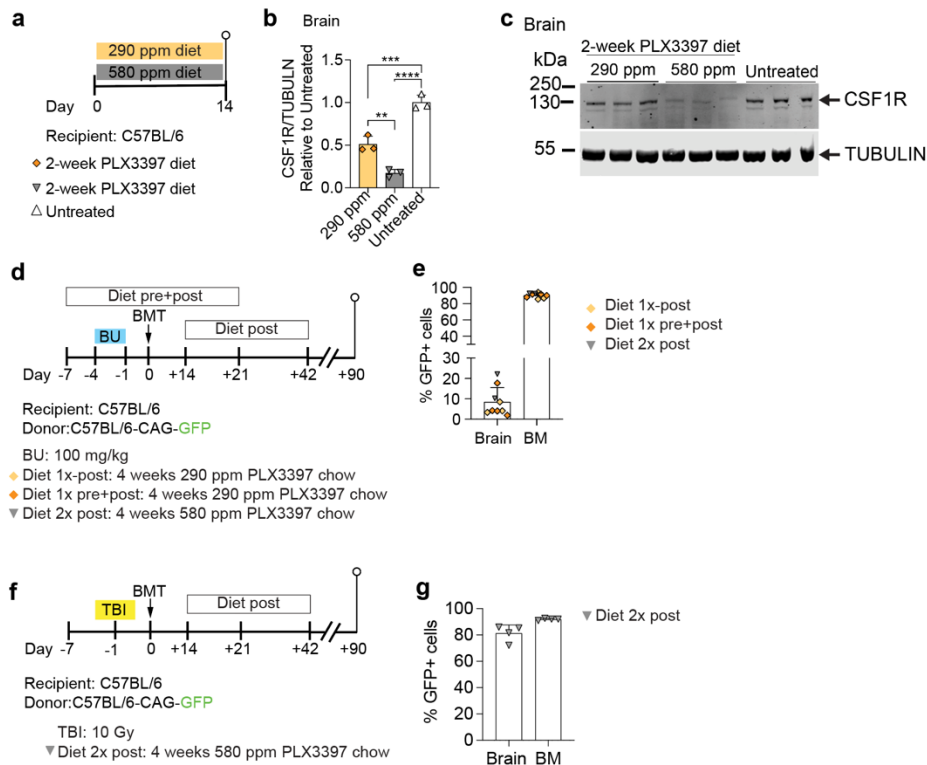 a
290 ppm diet
580 ppm diet
Day 0 14
Recipient: C57BL/6
2-week PLX3397 diet
2-week PLX3397 diet
Untreated
b Brain
CSF1R/TUBULN
Relative to Untreated
1.5
1.0
0.5
0.0
***
****
**
290 ppm
580 ppm
Untreated
c Brain
2-week PLX3397 diet
kDa 290 ppm 580 ppm Untreated
250
130
CSF1R
55
TUBULIN
d
Diet pre+post
BMT
BU
Diet post
Day -7 -4 -1 0 +14 +21 +42 +90
Recipient: C57BL/6
Donor:C57BL/6-CAG-GFP
BU: 100 mg/kg
Diet 1x-post: 4 weeks 290 ppm PLX3397 chow
Diet 1x pre+post: 4 weeks 290 ppm PLX3397 chow
Diet 2x post: 4 weeks 580 ppm PLX3397 chow
e
% GFP+ cells
100
90
80
70
60
20
10
0
Brain BM
Diet 1x-post
Diet 1x pre+post
Diet 2x post
f
BMT
TBI
Diet post
Day -7 -1 0 +14 +21 +42 +90
Recipient: C57BL/6
Donor:C57BL/6-CAG-GFP
TBI: 10 Gy
Diet 2x post: 4 weeks 580 ppm PLX3397 chow
g
% GFP+ cells
100
80
60
40
20
0
Brain BM
Diet 2x post